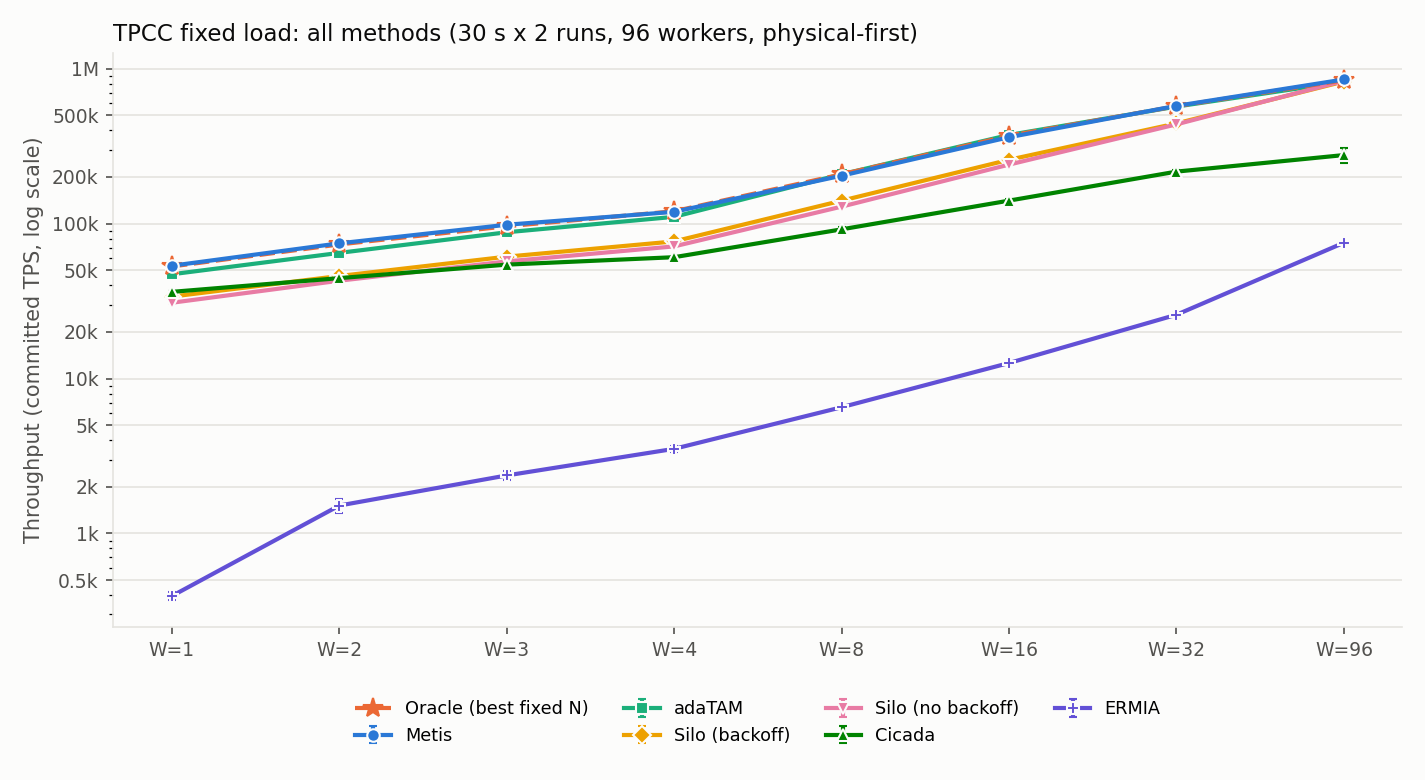 TPCC fixed load: all methods (30 s x 2 runs, 96 workers, physical-first)
Throughput (committed TPS, log scale)
1M
500k
200k
100k
50k
20k
10k
5k
2k
1k
0.5k
W=1 W=2 W=3 W=4 W=8 W=16 W=32 W=96
Oracle (best fixed N) adaTAM Silo (no backoff) ERMIA
Metis Silo (backoff) Cicada